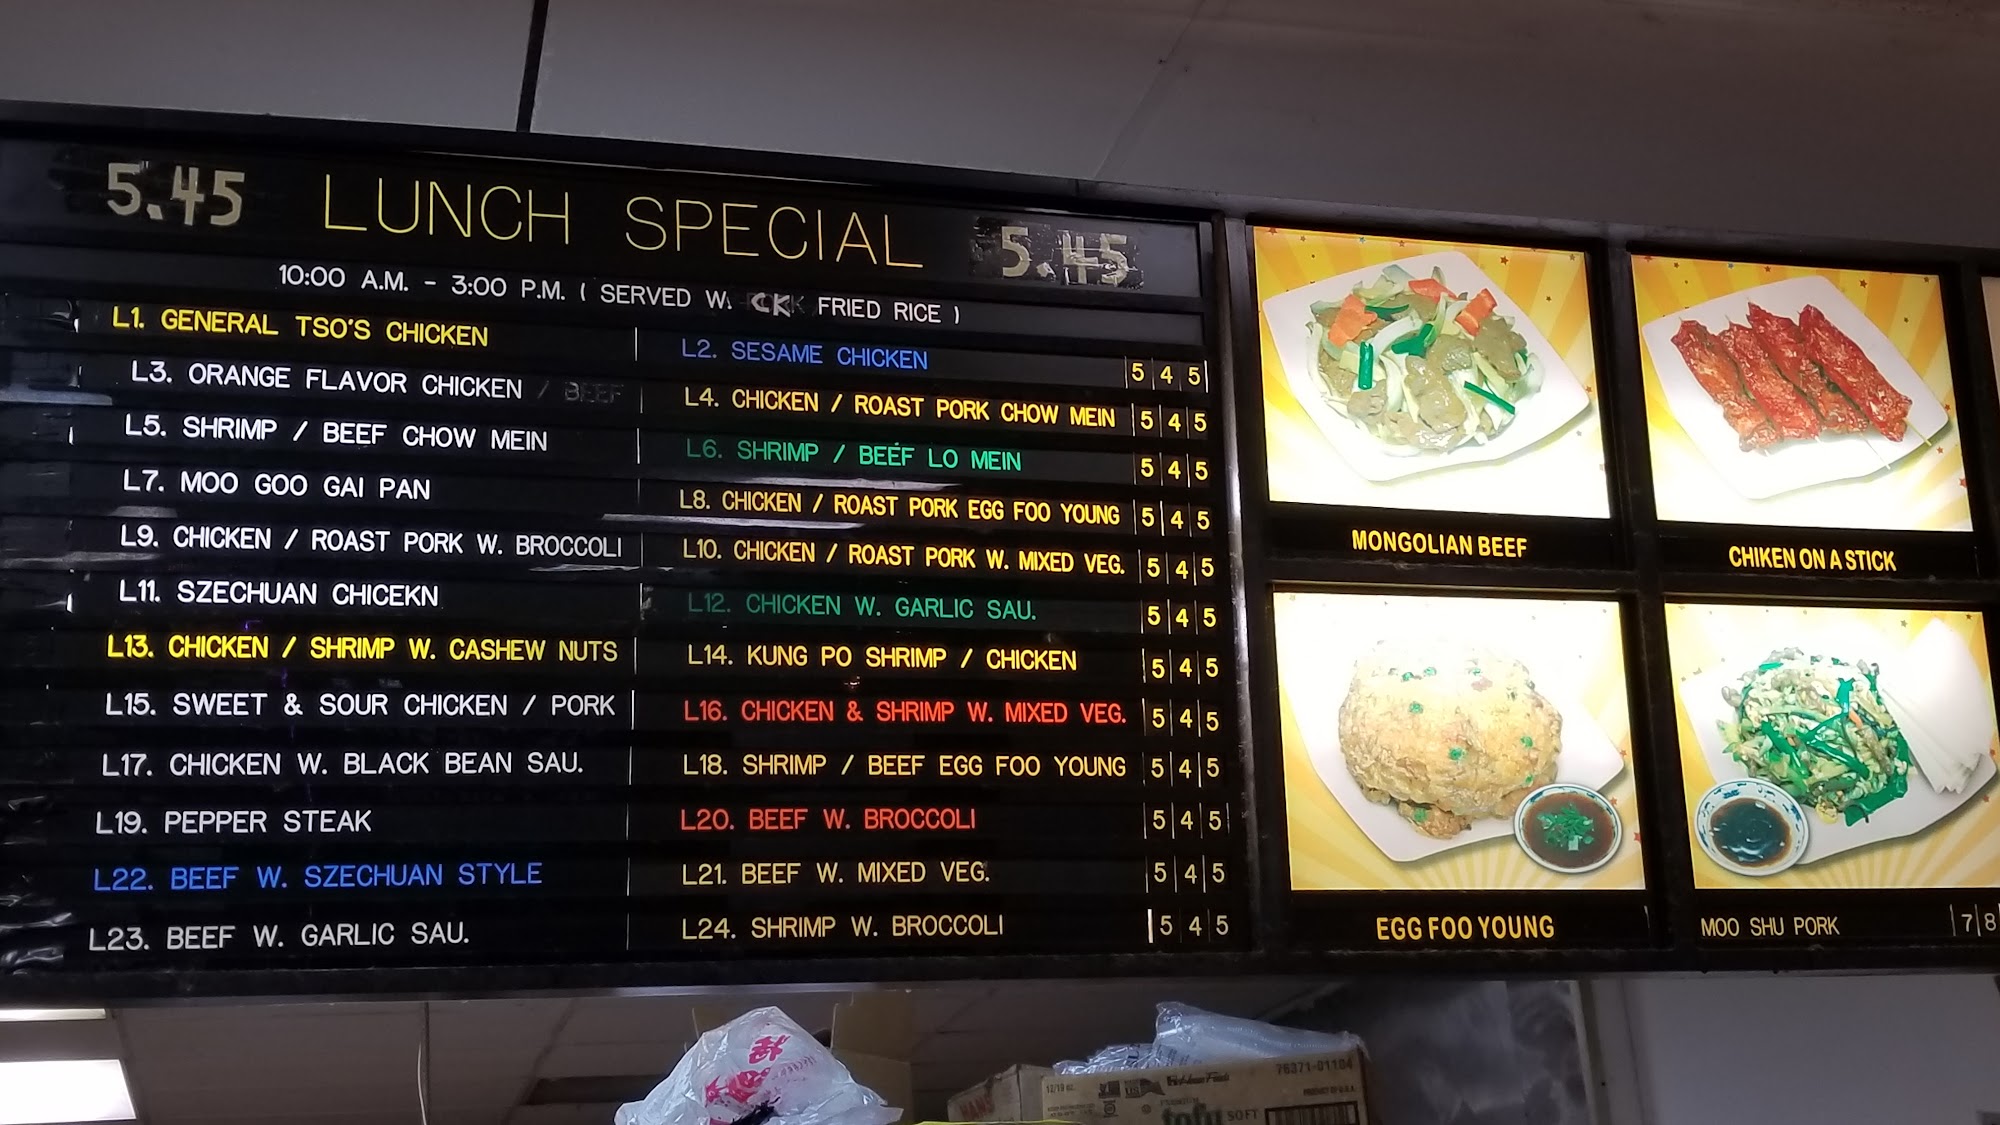 5.45 LUNCH SPECIAL 5.45
10:00 A.M. - 3:00 P.M. ( SERVED W. CK FRIED RICE )
L1. GENERAL TSO'S CHICKEN
L2. SESAME CHICKEN 5 4 5
L3. ORANGE FLAVOR CHICKEN / BEEF
L4. CHICKEN / ROAST PORK CHOW MEIN 5 4 5
L5. SHRIMP / BEEF CHOW MEIN
L6. SHRIMP / BEEF LO MEIN 5 4 5
L7. MOO GOO GAI PAN
L8. CHICKEN / ROAST PORK EGG FOO YOUNG 5 4 5
L9. CHICKEN / ROAST PORK W. BROCCOLI
L10. CHICKEN / ROAST PORK W. MIXED VEG. 5 4 5
L11. SZECHUAN CHICEKN
L12. CHICKEN W. GARLIC SAU. 5 4 5
L13. CHICKEN / SHRIMP W. CASHEW NUTS
L14. KUNG PO SHRIMP / CHICKEN 5 4 5
L15. SWEET & SOUR CHICKEN / PORK
L16. CHICKEN & SHRIMP W. MIXED VEG. 5 4 5
L17. CHICKEN W. BLACK BEAN SAU.
L18. SHRIMP / BEEF EGG FOO YOUNG 5 4 5
L19. PEPPER STEAK
L20. BEEF W. BROCCOLI 5 4 5
L22. BEEF W. SZECHUAN STYLE
L21. BEEF W. MIXED VEG. 5 4 5
L23. BEEF W. GARLIC SAU.
L24. SHRIMP W. BROCCOLI 5 4 5
MONGOLIAN BEEF
CHIKEN ON A STICK
EGG FOO YOUNG
MOO SHU PORK 7 8
76371-01104
PRODUCT OF U.S.A.
tofu SOFT